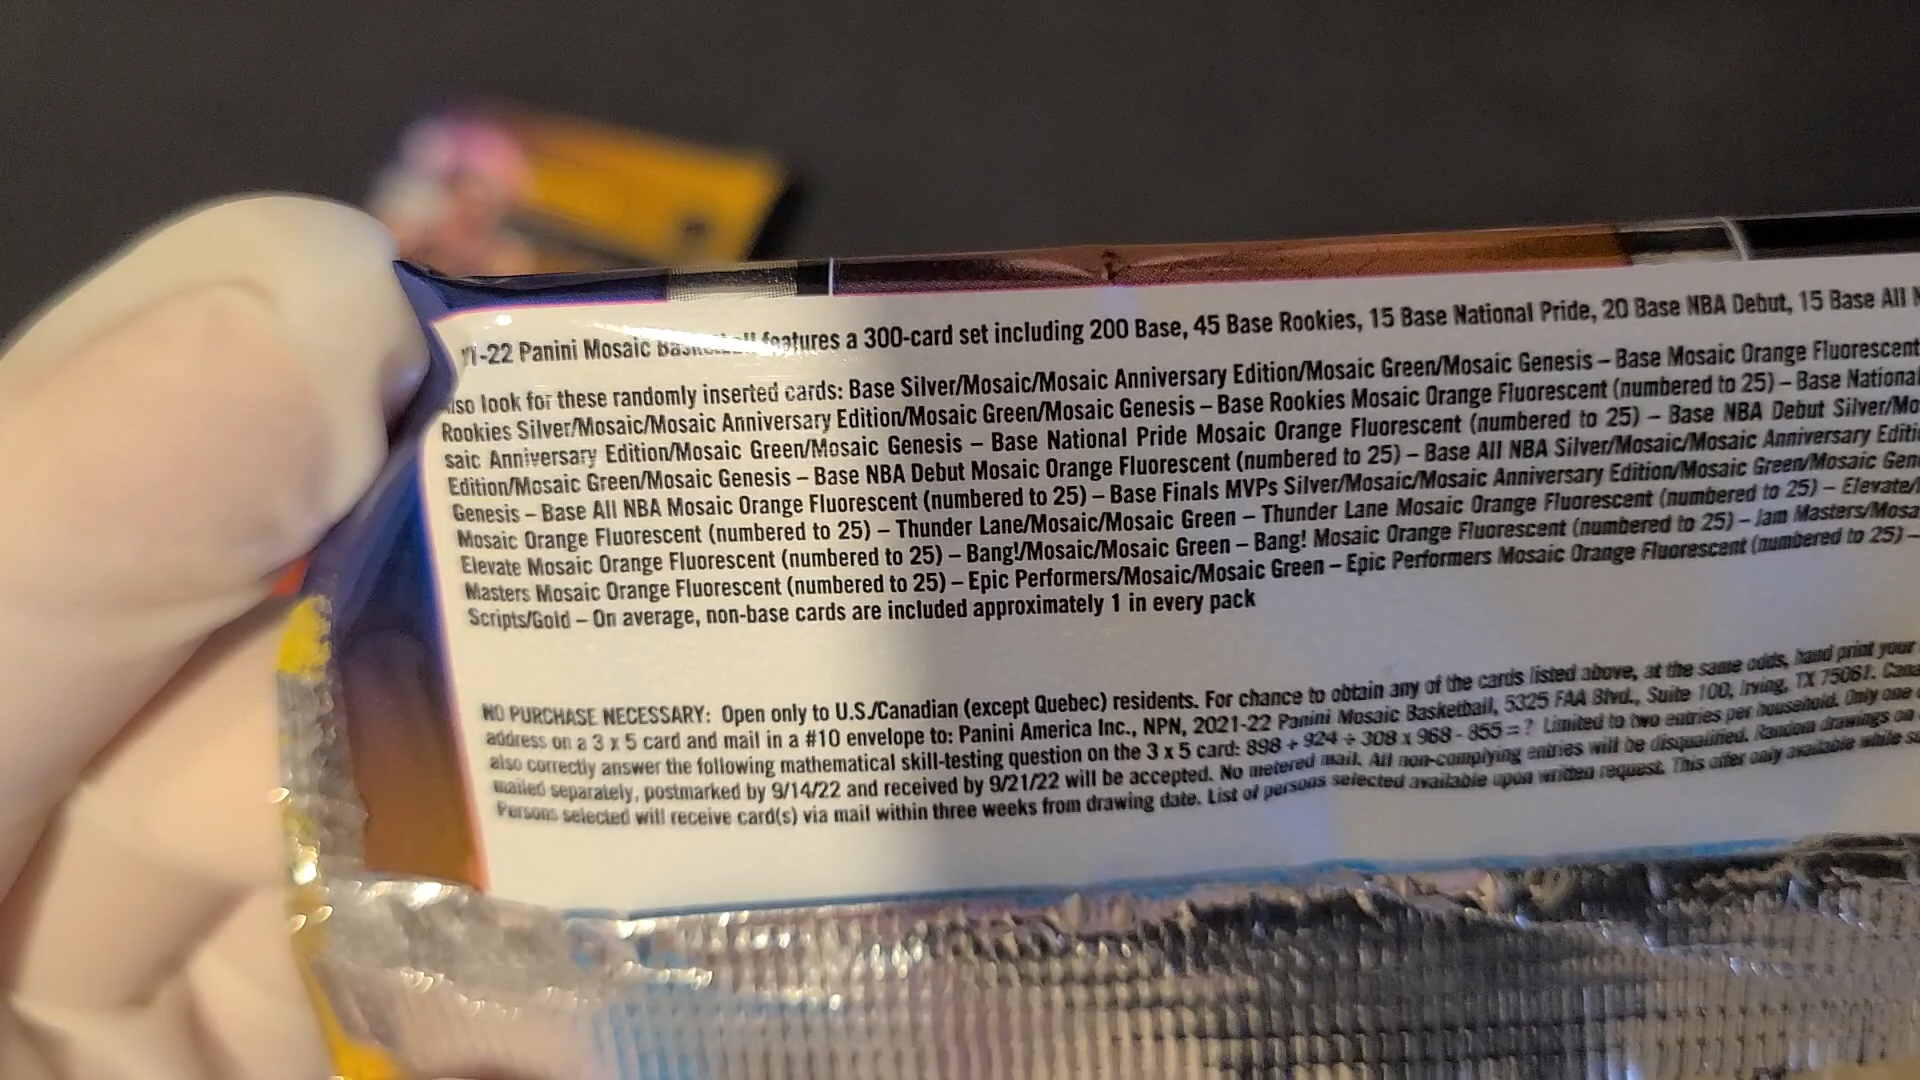 -22 Panini Mosaic Basketball features a 300-card set including 200 Base, 45 Base Rookies, 15 Base National Pride, 20 Base NBA Debut, 15 Base All
look for these randomly inserted cards: Base Silver/Mosaic/Mosaic Anniversary Edition/Mosaic Green/Mosaic Genesis – Base Mosaic Orange Fluorescent
Rookies Silver/Mosaic/Mosaic Anniversary Edition/Mosaic Green/Mosaic Genesis – Base Rookies Mosaic Orange Fluorescent (numbered to 25) – Base National
saic Anniversary Edition/Mosaic Green/Mosaic Genesis – Base National Pride Mosaic Orange Fluorescent (numbered to 25) – Base NBA Debut Silver/Mo
Edition/Mosaic Green/Mosaic Genesis – Base NBA Debut Mosaic Orange Fluorescent (numbered to 25) – Base All NBA Silver/Mosaic/Mosaic Anniversary Editi
Genesis – Base All NBA Mosaic Orange Fluorescent (numbered to 25) – Base Finals MVPs Silver/Mosaic/Mosaic Anniversary Edition/Mosaic Green/Mosaic Gen
Mosaic Orange Fluorescent (numbered to 25) – Thunder Lane/Mosaic/Mosaic Green – Thunder Lane Mosaic Orange Fluorescent (numbered to 25) – Elevate/
Elevate Mosaic Orange Fluorescent (numbered to 25) – Bang!/Mosaic/Mosaic Green – Bang! Mosaic Orange Fluorescent (numbered to 25) – Jam Masters/Mosa
Masters Mosaic Orange Fluorescent (numbered to 25) – Epic Performers/Mosaic/Mosaic Green – Epic Performers Mosaic Orange Fluorescent (numbered to 25) –
Scripts/Gold – On average, non-base cards are included approximately 1 in every pack
NO PURCHASE NECESSARY: Open only to U.S./Canadian (except Quebec) residents. For chance to obtain any of the cards listed above, at the same odds, hand print your
address on a 3 x 5 card and mail in a #10 envelope to: Panini America Inc., NPN, 2021-22 Panini Mosaic Basketball, 5325 FAA Blvd., Suite 100, Irving, TX 75061. Cana
also correctly answer the following mathematical skill-testing question on the 3 x 5 card: 898 + 924 ÷ 308 x 968 - 855 = ? Limited to two entries per household. Only one
mailed separately, postmarked by 9/14/22 and received by 9/21/22 will be accepted. No metered mail. All non-complying entries will be disqualified. Random drawings on
Persons selected will receive card(s) via mail within three weeks from drawing date. List of persons selected available upon written request. This offer only available while su